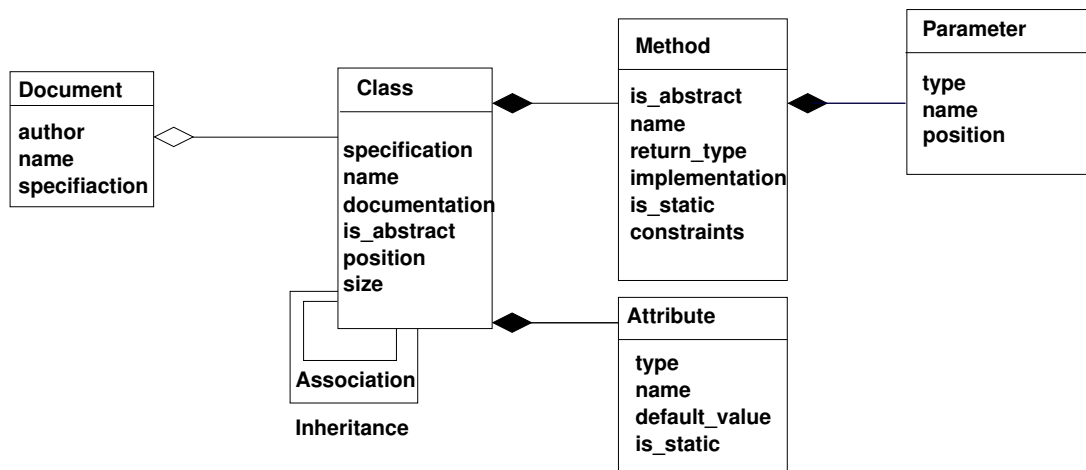 Document
author
name
specifiaction
Class
specification
name
documentation
is_abstract
position
size
Association
Inheritance
Method
is_abstract
name
return_type
implementation
is_static
constraints
Parameter
type
name
position
Attribute
type
name
default_value
is_static